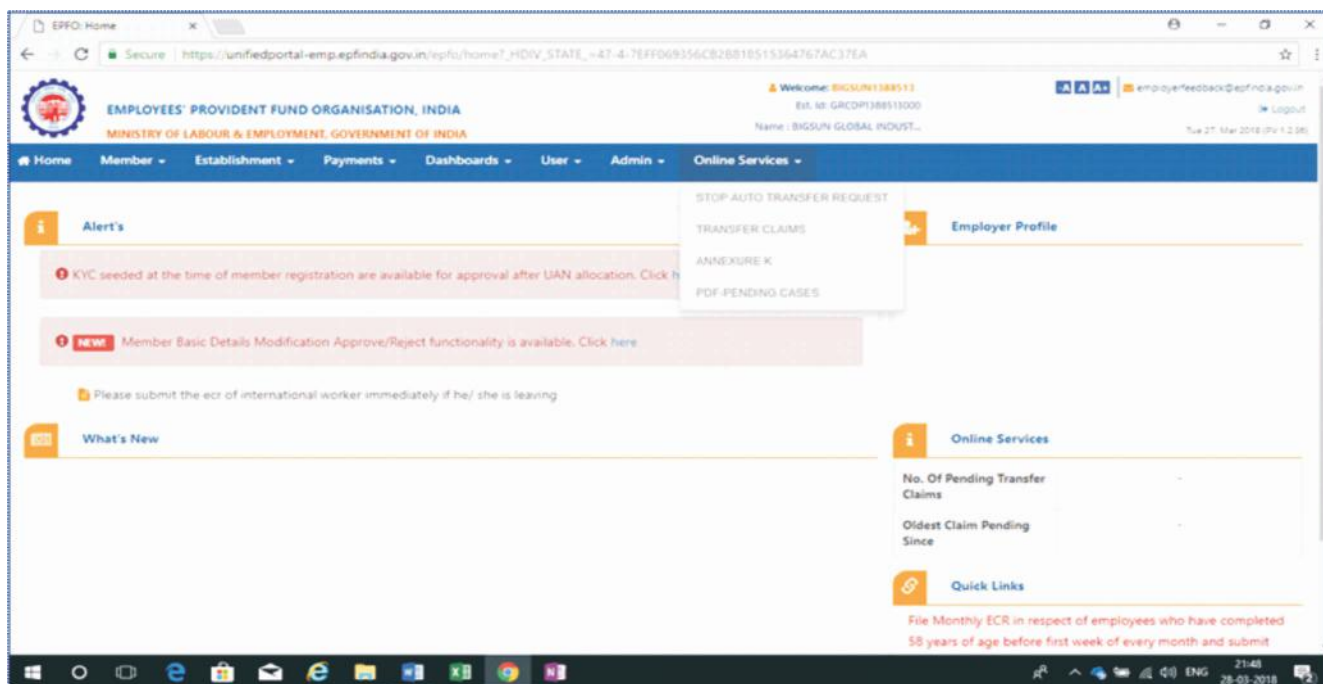 EPFO: Home
Secure https://unifiedportal-emp.epfindia.gov.in/epfo/home?_HDIV_STATE_=
EMPLOYEES' PROVIDENT FUND ORGANISATION, INDIA
MINISTRY OF LABOUR & EMPLOYMENT, GOVERNMENT OF INDIA
Welcome: BIGSUN1388513
Est. Id: GRCDP1388513000
Name : BIGSUN GLOBAL INDUST...
-A A A+ employerfeedback@epfindia.gov.in
Logout
Tue 27, Mar 2018
Home Member Establishment Payments Dashboards User Admin Online Services
STOP AUTO TRANSFER REQUEST
TRANSFER CLAIMS
ANNEXURE K
PDF-PENDING CASES
Alert's
KYC seeded at the time of member registration are available for approval after UAN allocation. Click
NEW! Member Basic Details Modification Approve/Reject functionality is available. Click here
Please submit the ecr of international worker immediately if he/ she is leaving
What's New
Employer Profile
Online Services
No. Of Pending Transfer
Claims -
Oldest Claim Pending
Since -
Quick Links
File Monthly ECR in respect of employees who have completed
58 years of age before first week of every month and submit
ENG 21:48
28-03-2018